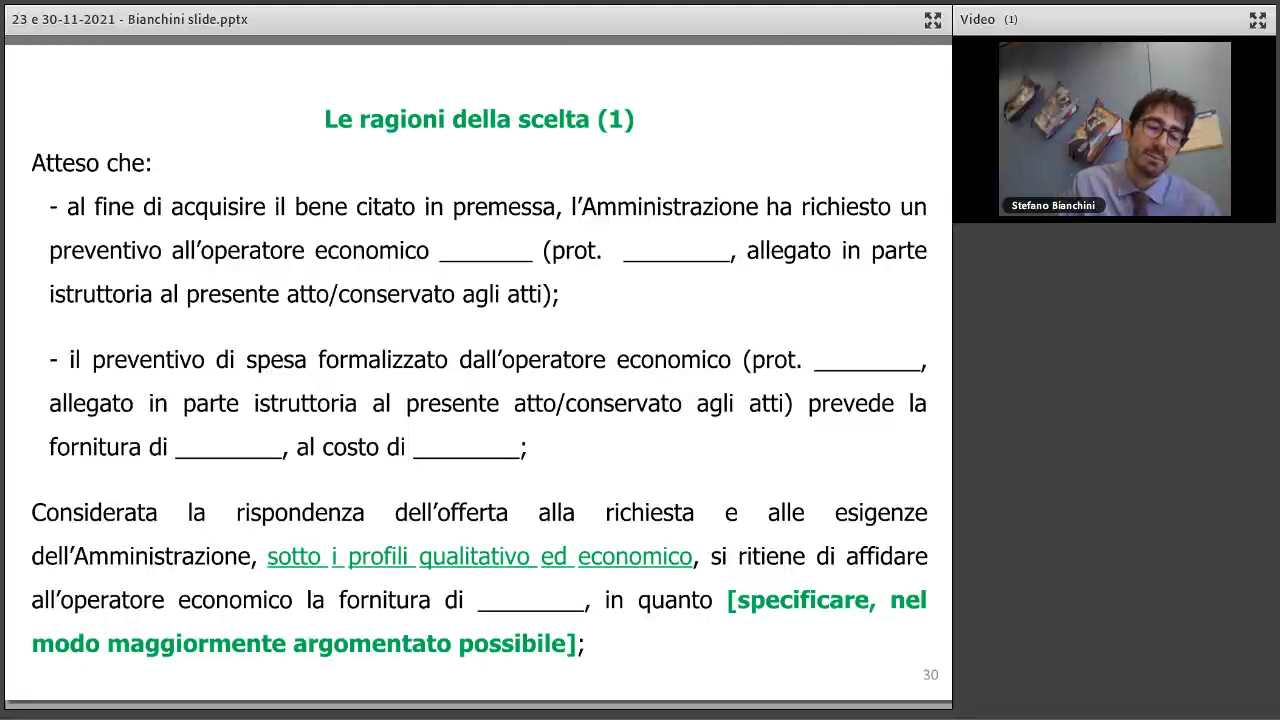 23 e 30-11-2021 - Bianchini slide.pptx
Video (1)
Stefano Bianchini
Le ragioni della scelta (1)
Atteso che:
- al fine di acquisire il bene citato in premessa, l’Amministrazione ha richiesto un
preventivo all’operatore economico _______ (prot. ________, allegato in parte
istruttoria al presente atto/conservato agli atti);
- il preventivo di spesa formalizzato dall’operatore economico (prot. ________,
allegato in parte istruttoria al presente atto/conservato agli atti) prevede la
fornitura di ________, al costo di ________;
Considerata la rispondenza dell’offerta alla richiesta e alle esigenze
dell’Amministrazione, sotto i profili qualitativo ed economico, si ritiene di affidare
all’operatore economico la fornitura di ________, in quanto [specificare, nel
modo maggiormente argomentato possibile];
30